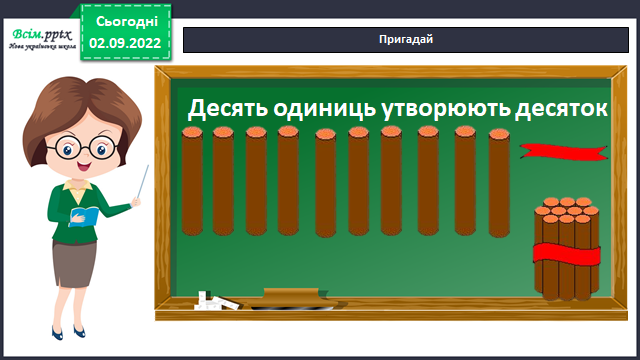 Всім.pptx
Нова українська школа
Сьогодні
02.09.2022
Пригадай
Десять одиниць утворюють десяток